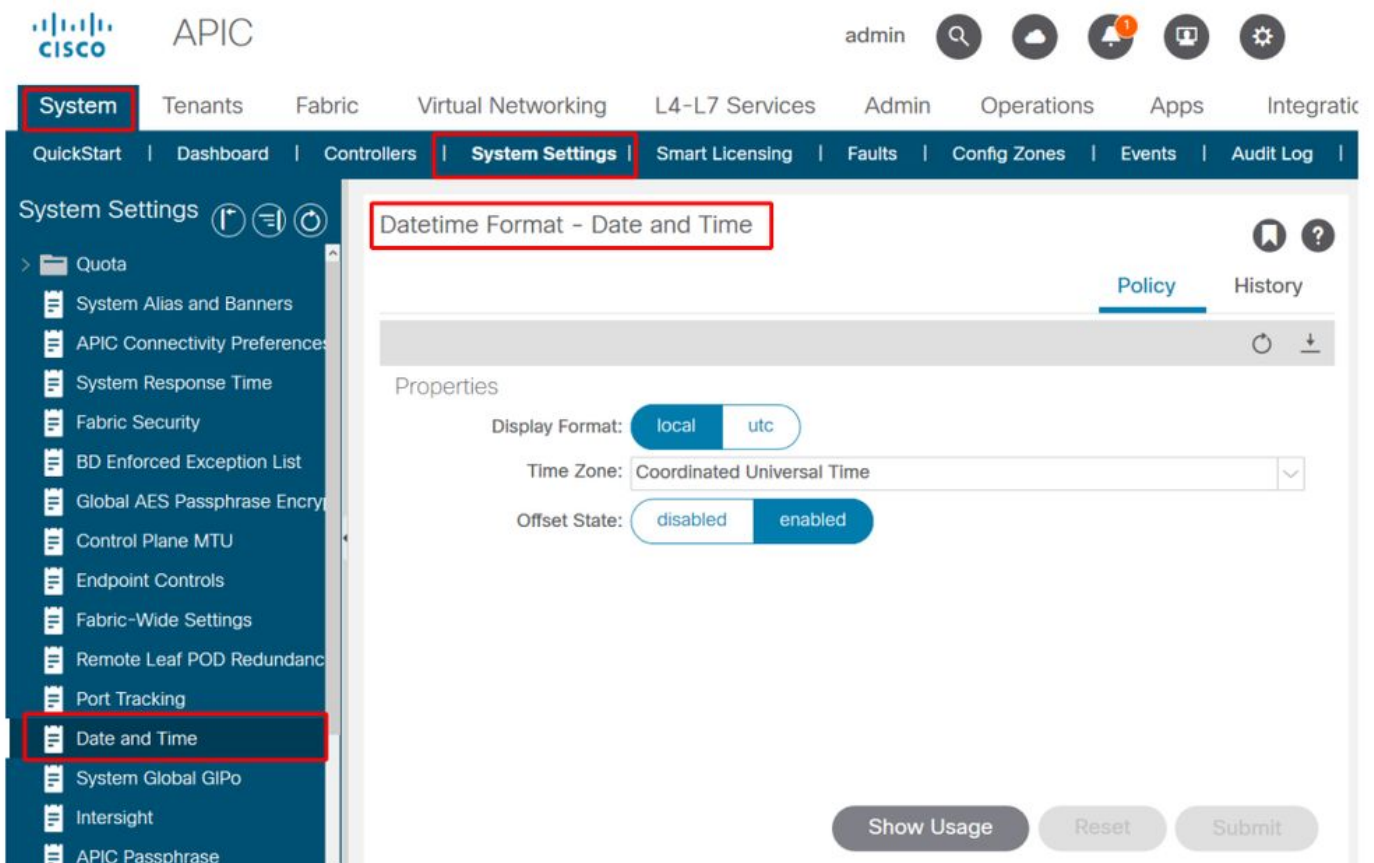 CISCO
APIC
admin
1
System Tenants Fabric Virtual Networking L4-L7 Services Admin Operations Apps Integratio
QuickStart | Dashboard | Controllers | System Settings | Smart Licensing | Faults | Config Zones | Events | Audit Log |
System Settings
Quota
System Alias and Banners
APIC Connectivity Preferences
System Response Time
Fabric Security
BD Enforced Exception List
Global AES Passphrase Encryp
Control Plane MTU
Endpoint Controls
Fabric-Wide Settings
Remote Leaf POD Redundanc
Port Tracking
Date and Time
System Global GIPo
Intersight
APIC Passphrase
Datetime Format - Date and Time
?
Policy History
Properties
Display Format: local utc
Time Zone: Coordinated Universal Time
Offset State: disabled enabled
Show Usage Reset Submit